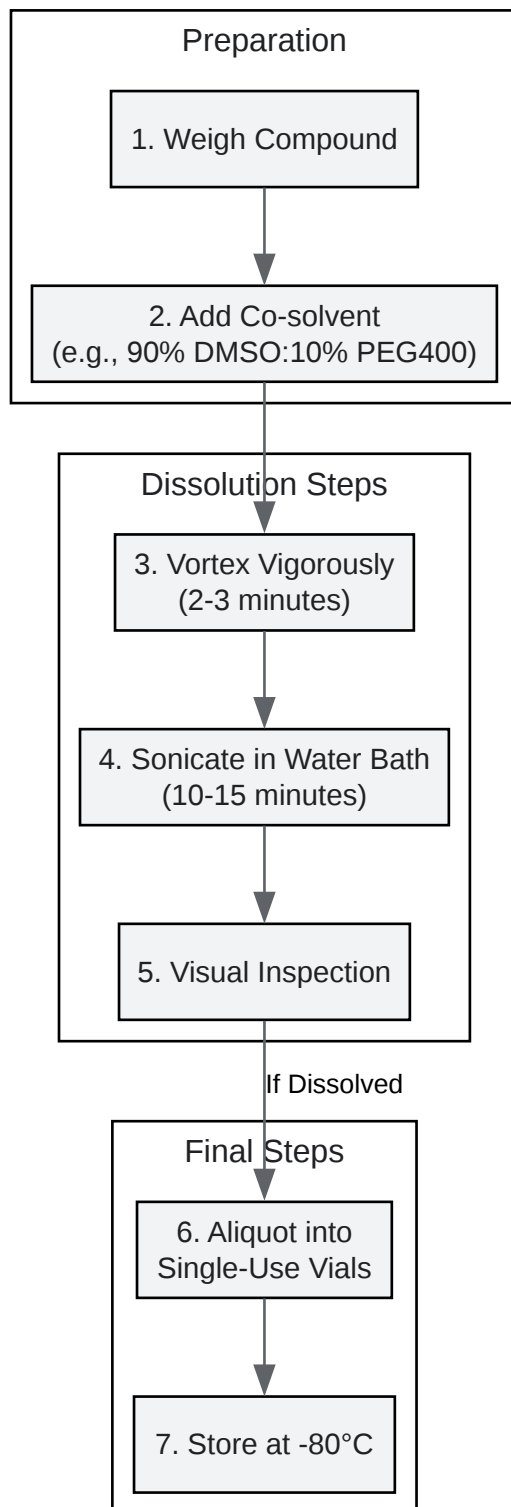 Preparation
1. Weigh Compound
2. Add Co-solvent
(e.g., 90% DMSO:10% PEG400)
Dissolution Steps
3. Vortex Vigorously
(2-3 minutes)
4. Sonicate in Water Bath
(10-15 minutes)
5. Visual Inspection
If Dissolved
Final Steps
6. Aliquot into
Single-Use Vials
7. Store at -80°C